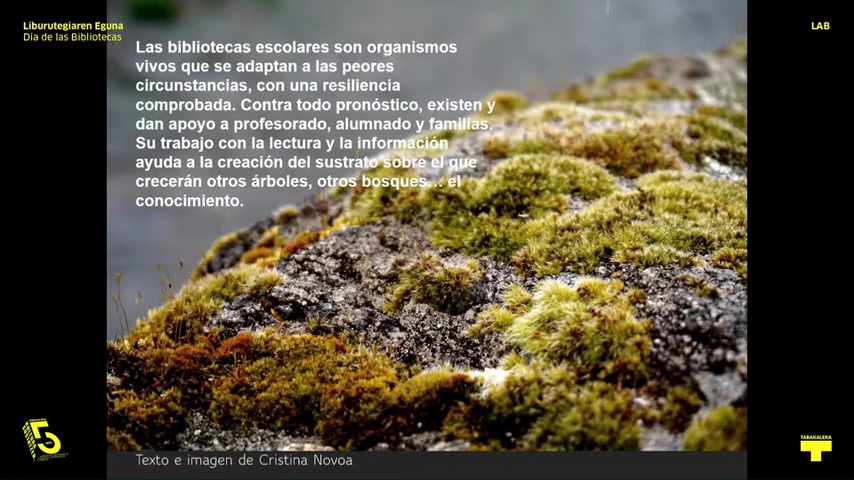 Liburutegiaren Eguna
Dia de las Bibliotecas
LAB
Las bibliotecas escolares son organismos
vivos que se adaptan a las peores
circunstancias, con una resiliencia
comprobada. Contra todo pronóstico, existen y
dan apoyo a profesorado, alumnado y familias.
Su trabajo con la lectura y la información
ayuda a la creación del sustrato sobre el que
crecerán otros árboles, otros bosques... el
conocimiento.
Texto e imagen de Cristina Novoa
TABAKALERA